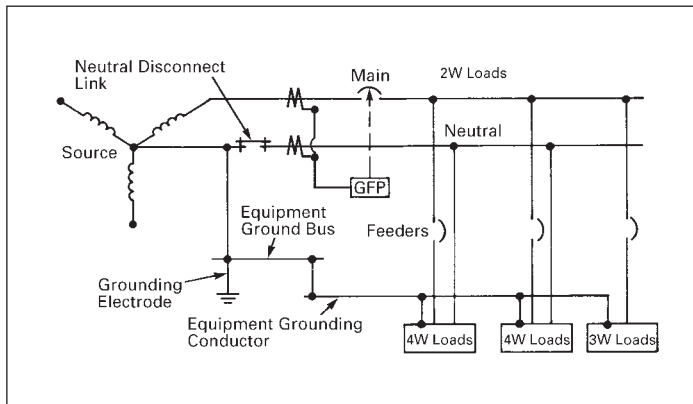 Neutral Disconnect
Link
Main
2W Loads
Source
Neutral
GFP
Equipment
Ground Bus
Feeders
Grounding
Electrode
Equipment Grounding
Conductor
4W Loads
4W Loads
3W Loads